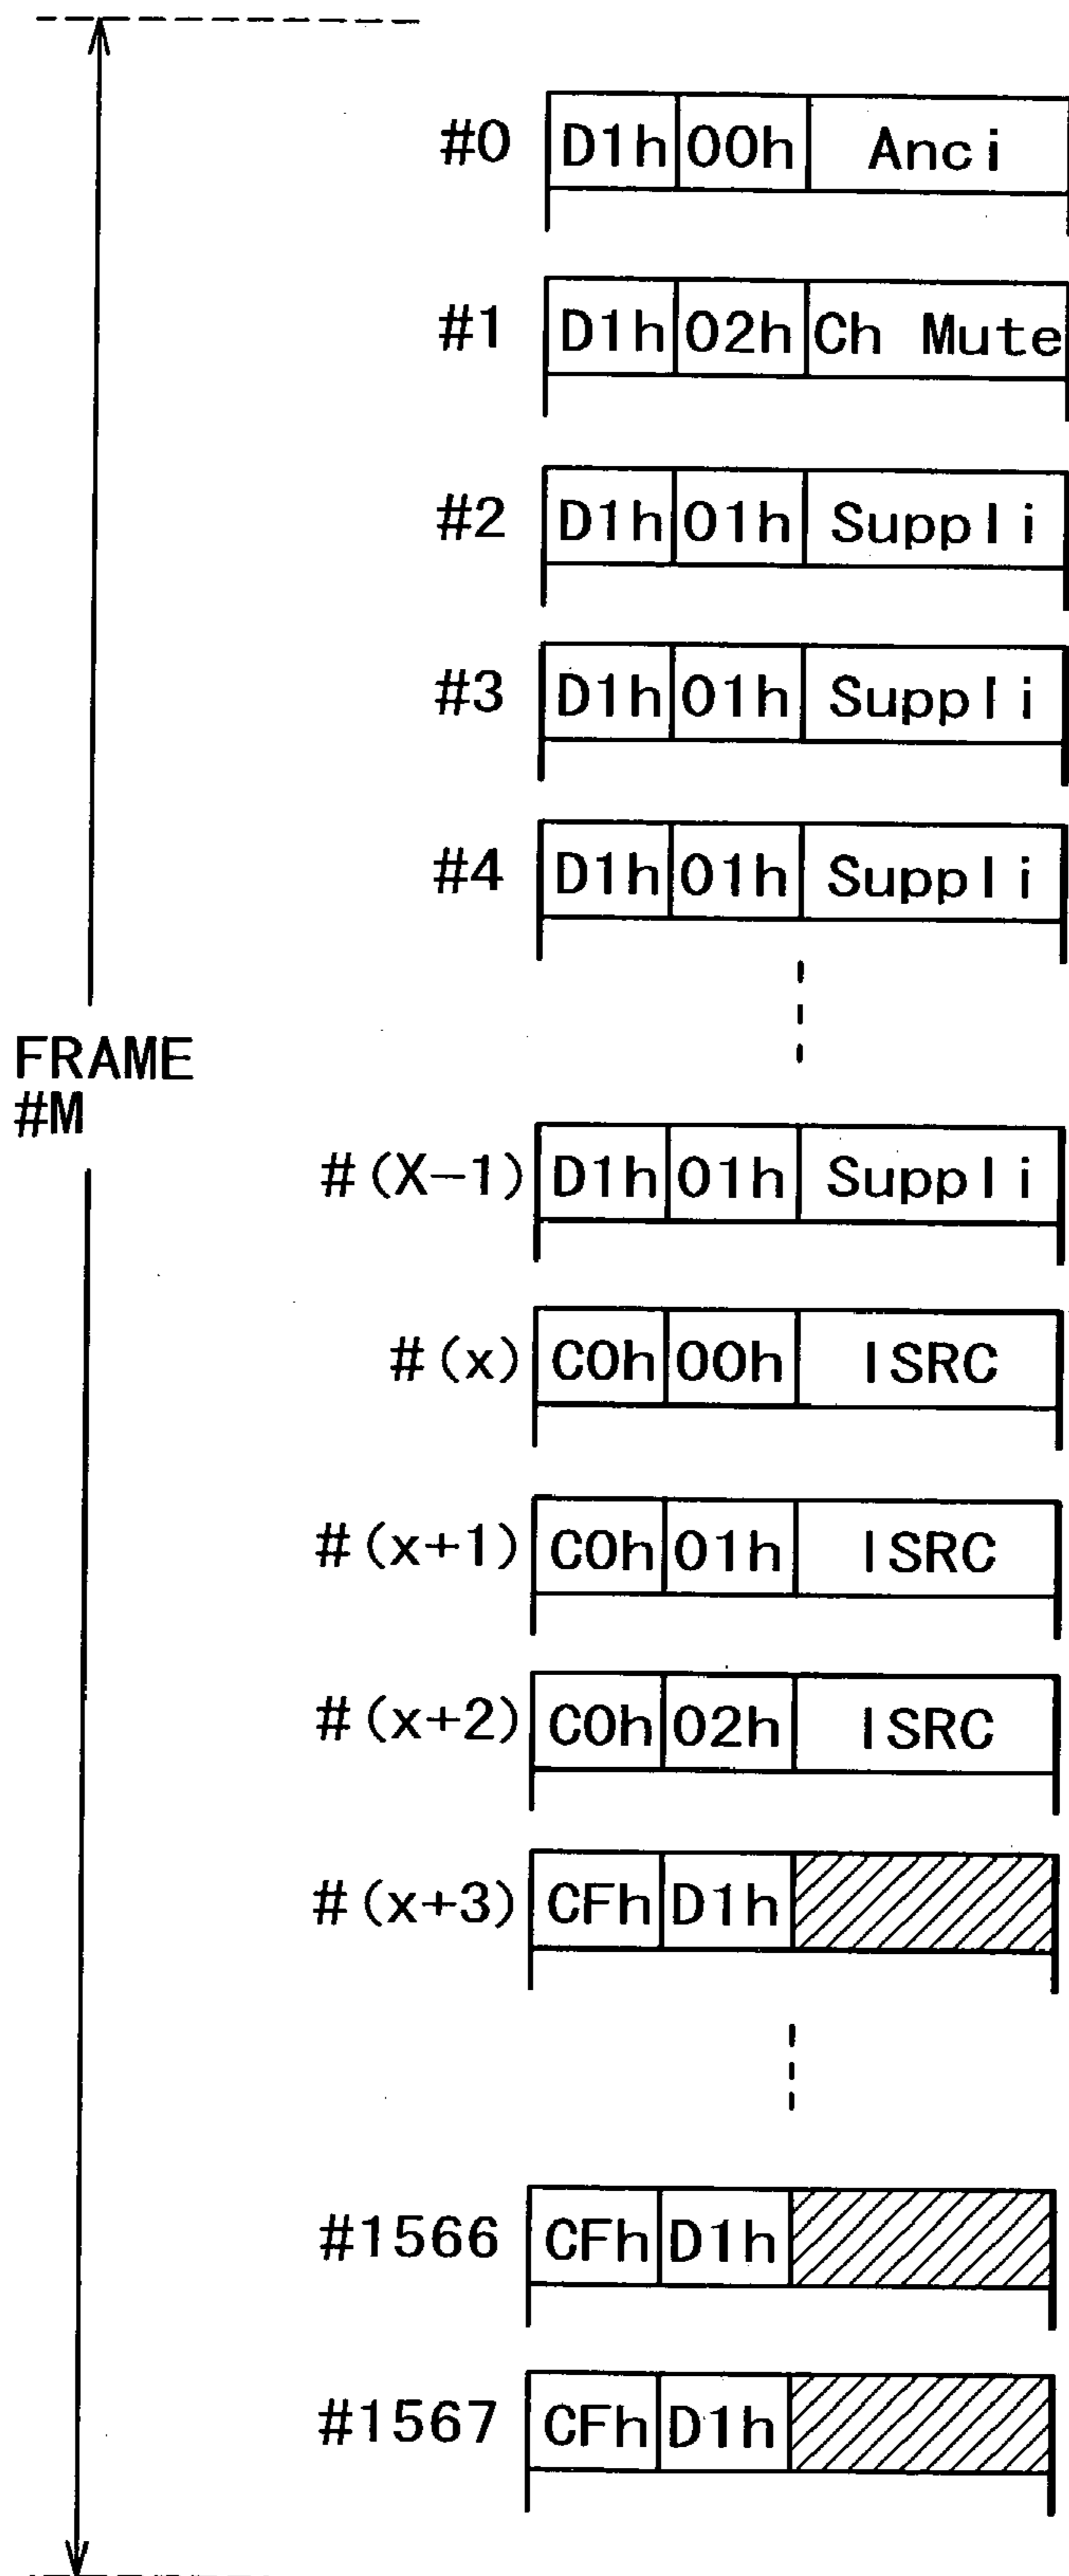 #0 D1h 00h Anci
#1 D1h 02h Ch Mute
#2 D1h 01h Suppli
#3 D1h 01h Suppli
#4 D1h 01h Suppli
FRAME
#M
#(X-1) D1h 01h Suppli
#(x) C0h 00h ISRC
#(x+1) C0h 01h ISRC
#(x+2) C0h 02h ISRC
#(x+3) CFh D1h
#1566 CFh D1h
#1567 CFh D1h